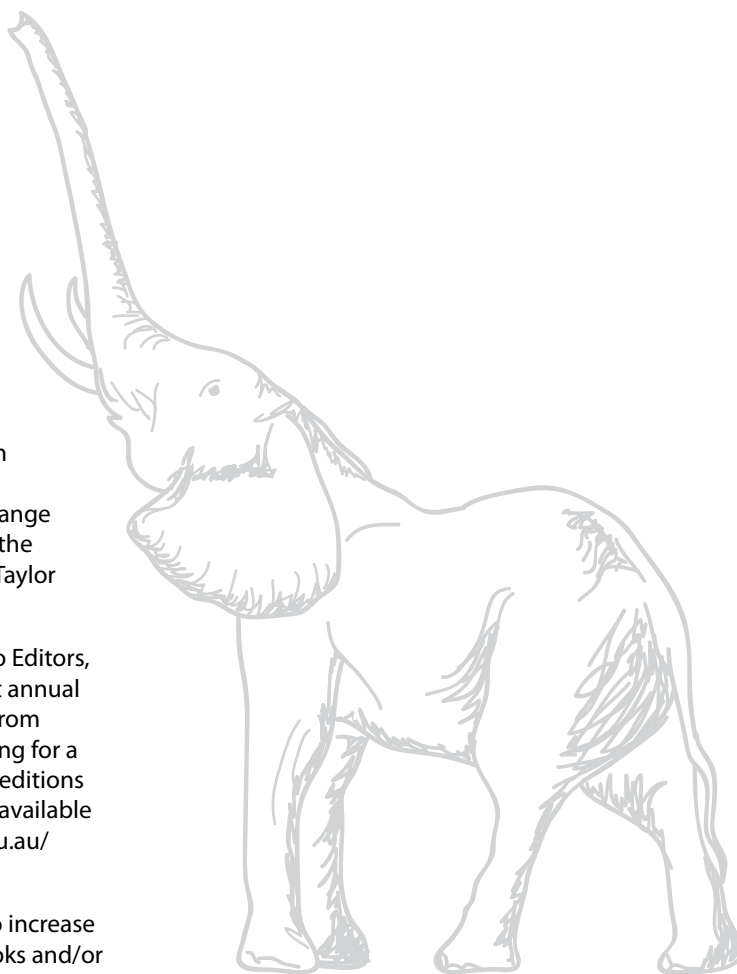 n
ange
the
Taylor
o Editors,
t annual
rom
ng for a
editions
available
u.au/
o increase
oks and/or